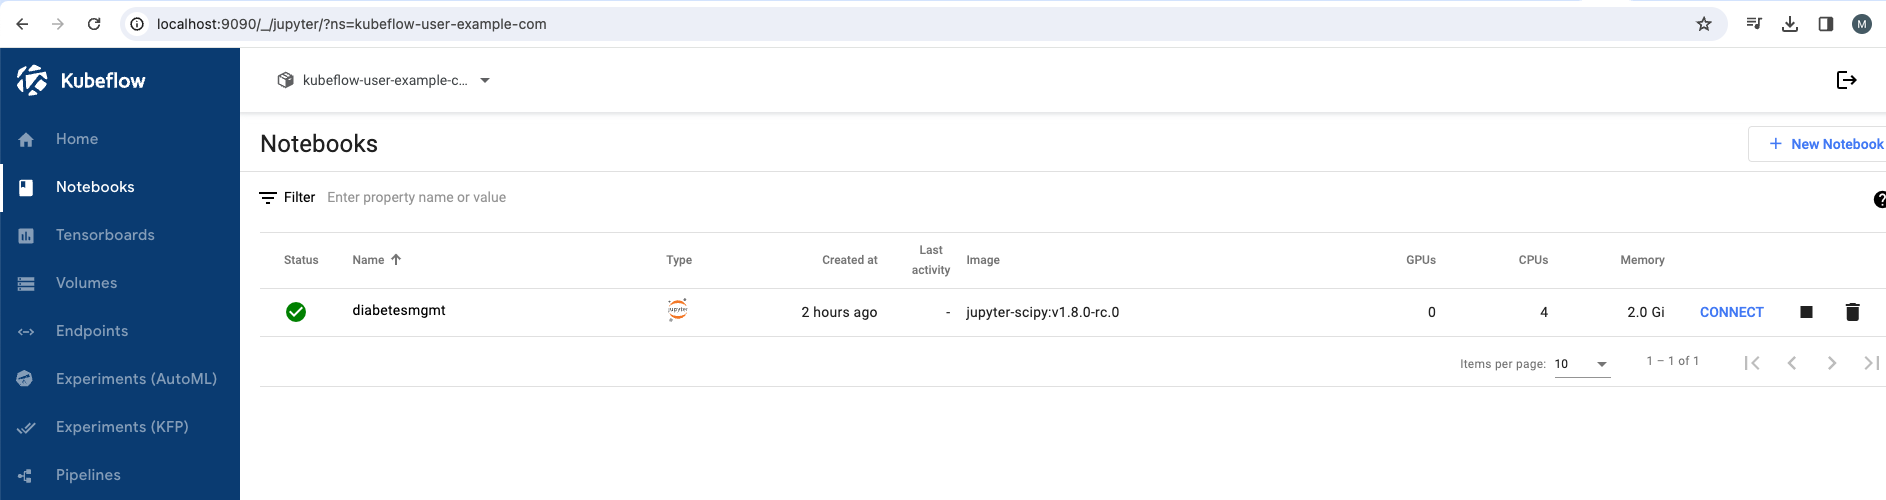 localhost:9090/_/jupyter/?ns=kubeflow-user-example-com
M
Kubeflow
kubeflow-user-example-c...
Home
Notebooks
Tensorboards
Volumes
Endpoints
Experiments (AutoML)
Experiments (KFP)
Pipelines
Notebooks
+ New Notebook
Filter Enter property name or value
?
Status Name Type Created at Last activity Image GPUs CPUs Memory
diabetesmgmt jupyter 2 hours ago - jupyter-scipy:v1.8.0-rc.0 0 4 2.0 Gi CONNECT
Items per page: 10 1 – 1 of 1